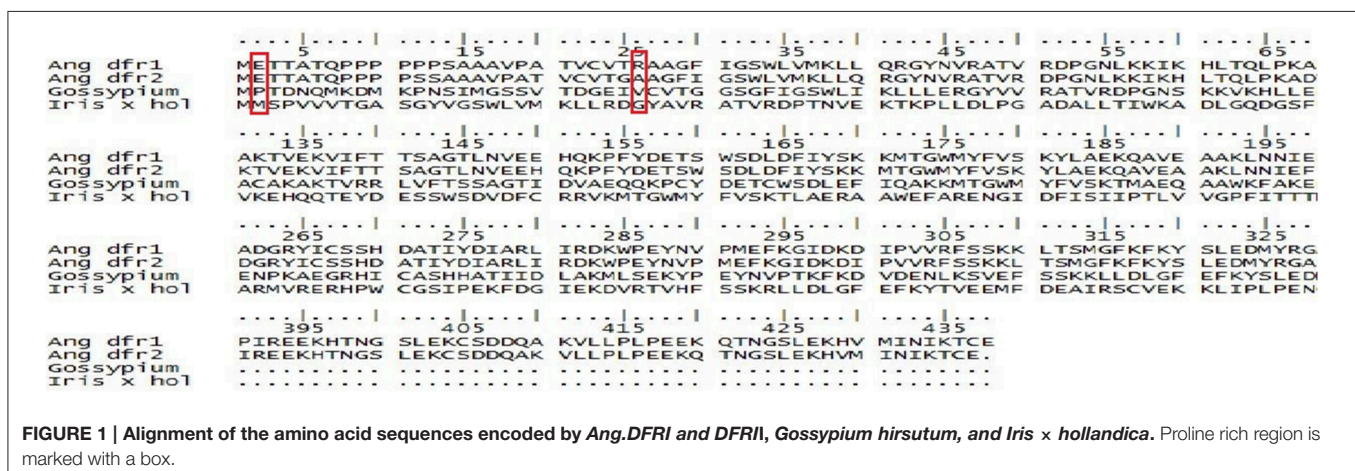 ....|....| ....|....| ....|....| ....|....| ....|....| ....|....| ....|...
5 15 25 35 45 55 65
Ang dfr1 METTATQPPP PPPSAAAVPA TVCVTRAAGF IGSWLVMKLL QRGYNVRATV RDPGNLKKIK HLTQLPKA
Ang dfr2 METTATQPPP PPSSAAAVPAT VCVTGAAGFI GSWLVMKLLQ RGYNVRATVR DPGNLKKIKH LTQLPKAD
Gossypium MPTDNQMKDM KPNSIMGSSV TDGEIVCVTG GSGFIGSWLI KLLLERGYVV RATVRDPGNS KKVKHLLE
Iris x hol MMSPVVVTGA SGYVGSWLVM KLLRDGYAVR ATVRDPTNVE KTKPLLDLPG ADALLTIWKA DLGQDGSF
....|....| ....|....| ....|....| ....|....| ....|....| ....|....| ....|...
135 145 155 165 175 185 195
Ang dfr1 AKTVEKVIFT TSAGTLNVEE HQKPFYDETS WSDLDFIYSK KMTGWMYFVS KYLAEKQAVE AAKLNNIE
Ang dfr2 KTVEKVIFTT SAGTLNVEEH QKPFYDETSW SDLDFIYSKK MTGWMYFVSK YLAEKQAVEA AKLNNIEF
Gossypium ACAKAKTVRR LVFTSSAGTI DVAEQQKPCY DETCWSDLEF IQAKKMTGWM YFVSKTMAEQ AAWKFAKE
Iris x hol VKEHQQTEYD ESSWSDVDFC RRVKMTGWMY FVSKTLAERA AWEFARENGI DFISIIPTLV VGPFITTT
....|....| ....|....| ....|....| ....|....| ....|....| ....|....| ....|...
265 275 285 295 305 315 325
Ang dfr1 ADGRYICSSH DATIYDIARL IRDKWPEYNV PMEFKGIDKD IPVVRFSSKK LTSMGFKFKY SLEDMYRG
Ang dfr2 DGRYICSSHD ATIYDIARLI RDKWPEYNVP MEFKGIDKDI PVVRFSSKKL TSMGFKFKYS LEDMYRGA
Gossypium ENPKAEGRHI CASHHATIID LAKMLSEKYP EYNVPTKFKD VDENLKSVEF SSKKLLDLGF EFKYSLED
Iris x hol ARMVRERHPW CGSIPEKFDG IEKDVRTVHF SSKRLLDLGF EFKYTVEEMF DEAIRSCVEK KLIPLPEN
....|....| ....|....| ....|....| ....|....| ....|....
395 405 415 425 435
Ang dfr1 PIREEKHTNG SLEKCSDDQA KVLLPLPEEK QTNGSLEKHV MINIKTCE
Ang dfr2 IREEKHTNGS LEKCSDDQAK VLLPLPEEKQ TNGSLEKHVM INIKTCE.
Gossypium .......... .......... .......... .......... ........
Iris x hol .......... .......... .......... .......... ........
FIGURE 1 | Alignment of the amino acid sequences encoded by Ang.DFRI and DFRII, Gossypium hirsutum, and Iris × hollandica. Proline rich region is
marked with a box.